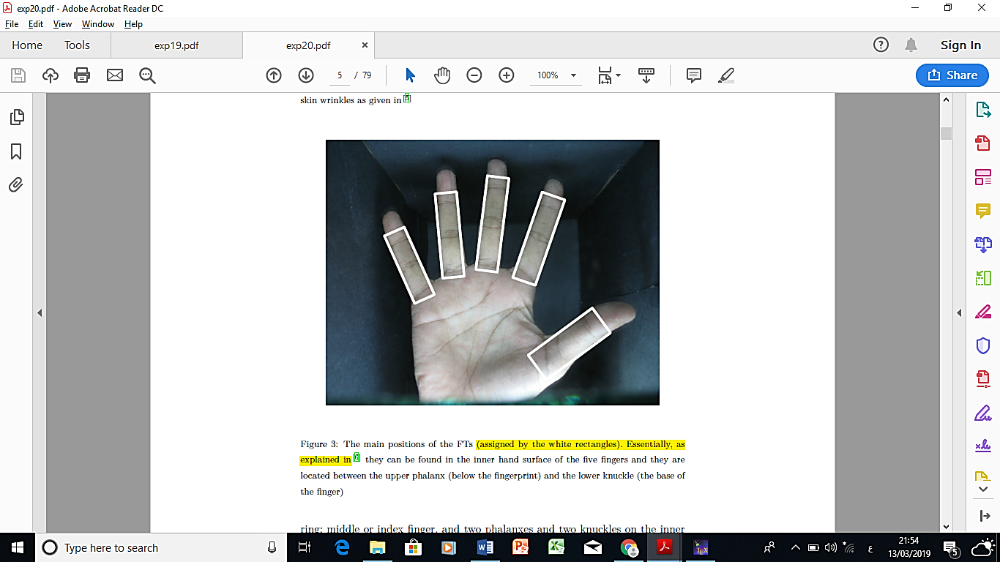 exp20.pdf - Adobe Acrobat Reader DC
File Edit View Window Help
Home Tools exp19.pdf exp20.pdf Sign In
5 / 79 100% Share
skin wrinkles as given in
Figure 3: The main positions of the FTs (assigned by the white rectangles). Essentially, as
explained in they can be found in the inner hand surface of the five fingers and they are
located between the upper phalanx (below the fingerprint) and the lower knuckle (the base of
the finger)
ring; middle or index finger, and two phalanxes and two knuckles on the inner
Type here to search
ع 21:54
13/03/2019 5